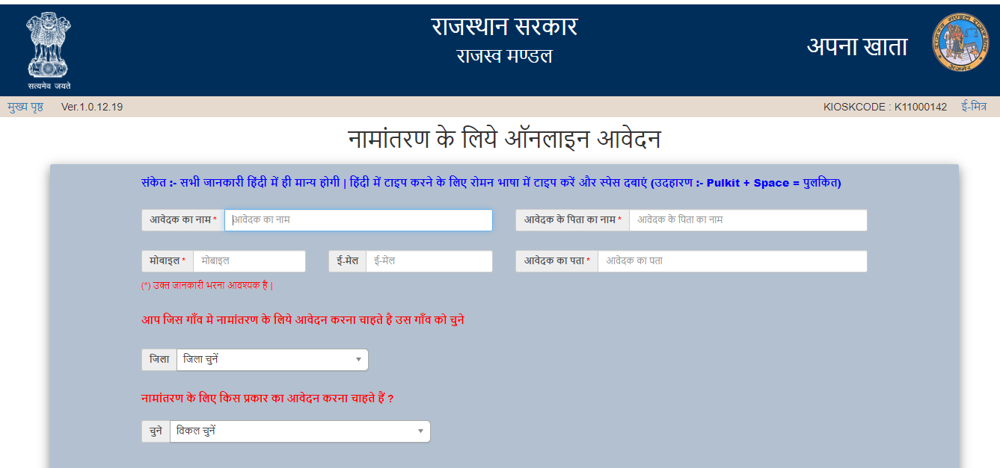 राजस्थान सरकार
राजस्व मण्डल
अपना खाता
सत्यमेव जयते
मुख्य पृष्ठ Ver.1.0.12.19 KIOSKCODE : K11000142 ई-मित्र
नामांतरण के लिये ऑनलाइन आवेदन
संकेत :- सभी जानकारी हिंदी में ही मान्य होगी | हिंदी में टाइप करने के लिए रोमन भाषा में टाइप करें और स्पेस दबाएं (उदहारण :- Pulkit + Space = पुलकित)
आवेदक का नाम * आवेदक का नाम आवेदक के पिता का नाम * आवेदक के पिता का नाम
मोबाइल * मोबाइल ई-मेल ई-मेल आवेदक का पता * आवेदक का पता
(*) उक्त जानकारी भरना आवश्यक है |
आप जिस गाँव मे नामांतरण के लिये आवेदन करना चाहते है उस गाँव को चुने
जिला जिला चुनें
नामांतरण के लिए किस प्रकार का आवेदन करना चाहते हैं ?
चुने विकल चुनें